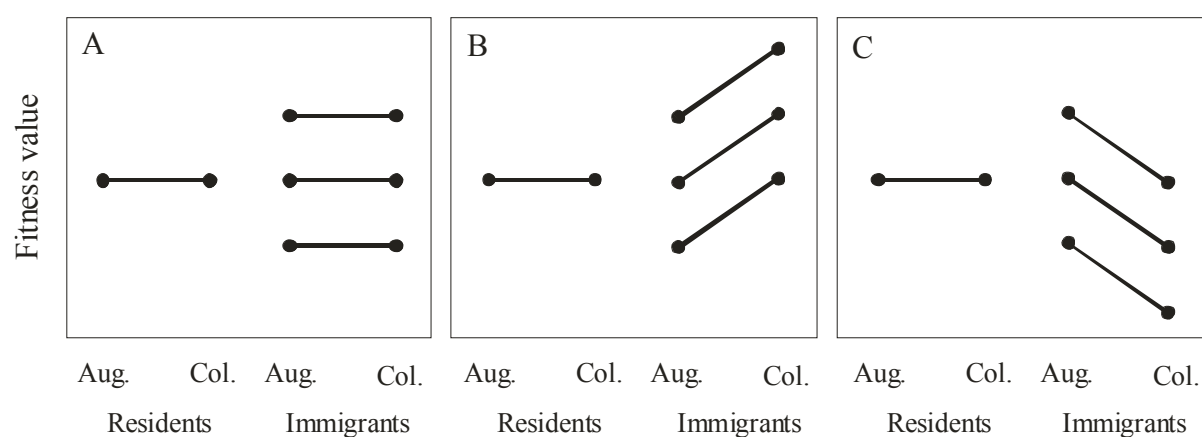 A B C
Fitness value
Aug. Col. Aug. Col. Aug. Col. Aug. Col. Aug. Col. Aug. Col.
Residents Immigrants Residents Immigrants Residents Immigrants